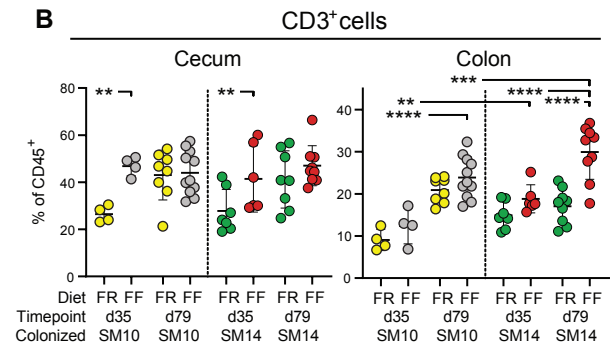 B
CD3⁺cells
Cecum
Colon
% of CD45⁺
80
60
40
20
0
** **
40
30
20
10
0
***
** ****
**** ****
Diet FR FF FR FF FR FF FR FF FR FF FR FF FR FF FR FF
Timepoint d35 d79 d35 d79 d35 d79 d35 d79
Colonized SM10 SM10 SM14 SM14 SM10 SM10 SM14 SM14